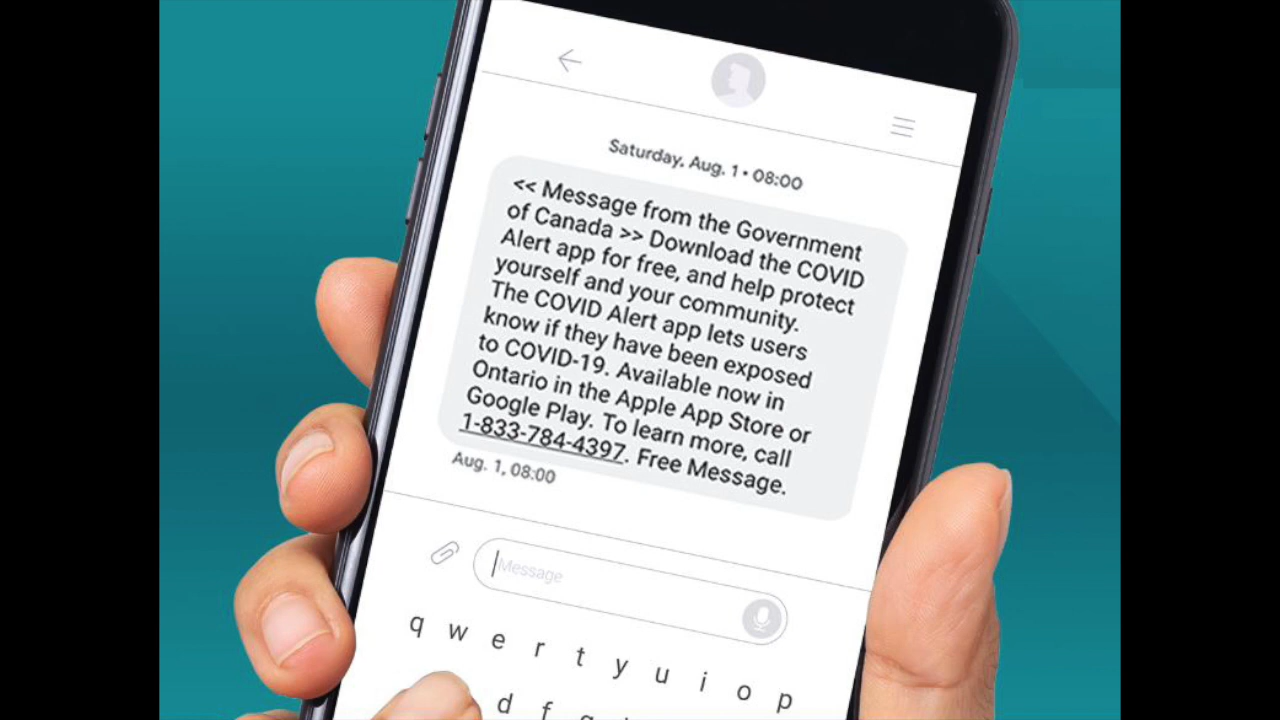 Saturday, Aug. 1 • 08:00
<< Message from the Government
of Canada >> Download the COVID
Alert app for free, and help protect
yourself and your community.
The COVID Alert app lets users
know if they have been exposed
to COVID-19. Available now in
Ontario in the Apple App Store or
Google Play. To learn more, call
1-833-784-4397. Free Message.
Aug. 1, 08:00
Message
q w e r t y u i o p
d f